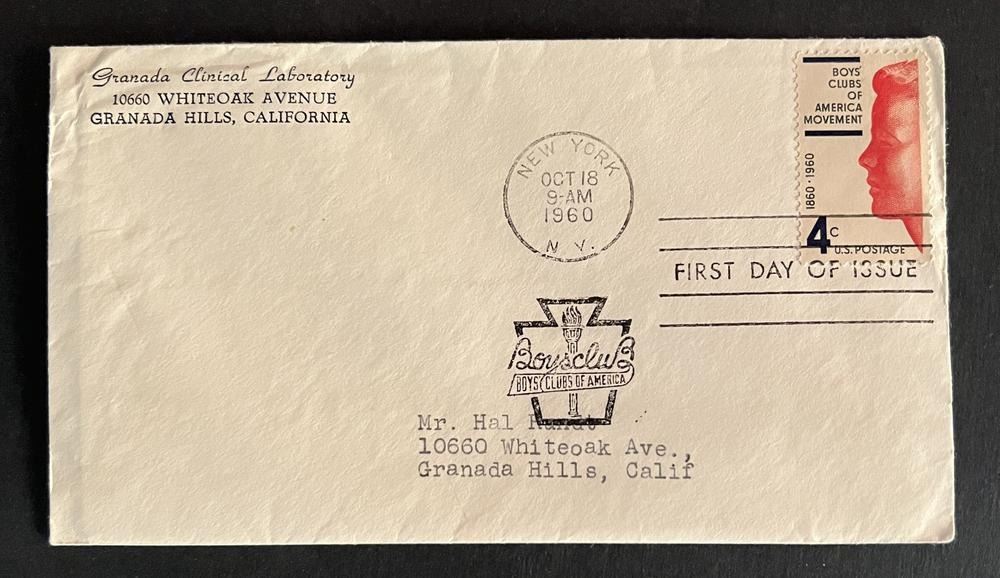 Granada Clinical Laboratory
10660 WHITEOAK AVENUE
GRANADA HILLS, CALIFORNIA
BOYS'
CLUBS
OF
AMERICA
MOVEMENT
1860 · 1960
4c
U.S. POSTAGE
NEW YORK
OCT 18
9-AM
1960
N. Y.
FIRST DAY OF ISSUE
Boys club
BOYS' CLUBS OF AMERICA
Mr. Hal
10660 Whiteoak Ave.,
Granada Hills, Calif